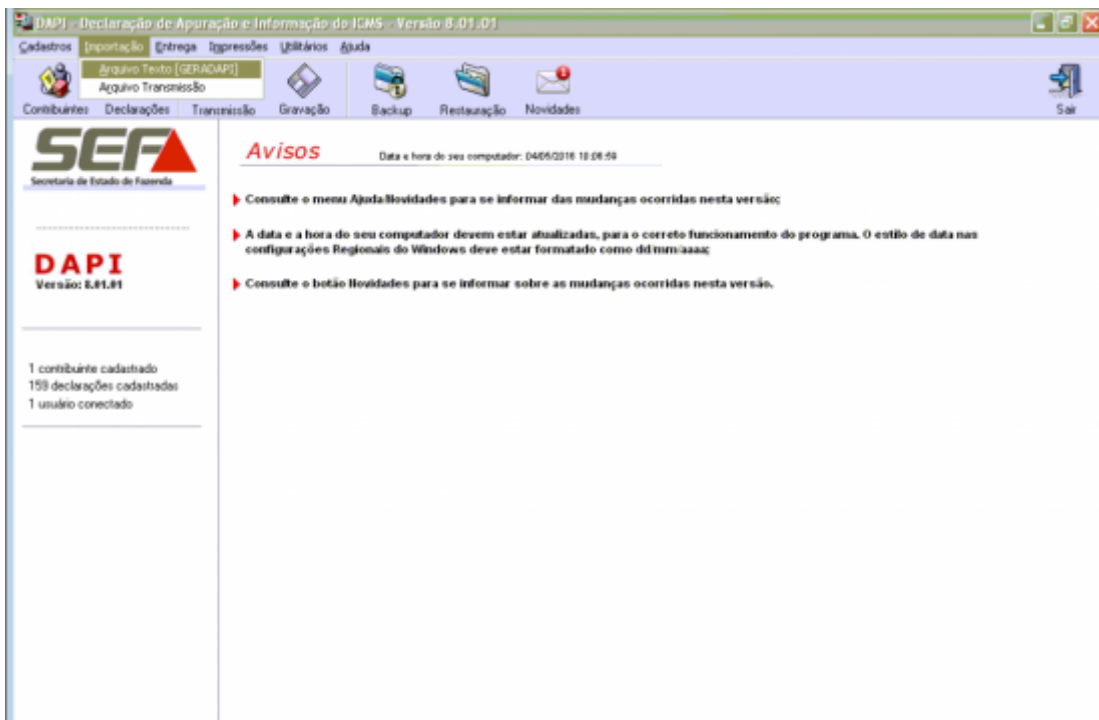 DAPI - Declaração de Apuração e Informação do ICMS - Versão 8.01.01
Cadastros Importação Entrega Impressões Utilitários Ajuda
Arquivo Texto [GERADAPI]
Arquivo Transmissão
Contribuintes Declarações Transmissão Gravação Backup Restauração Novidades Sair
SEF
Secretaria de Estado de Fazenda
Avisos
Data e hora do seu computador: 04/05/2016 18:06:59
Consulte o menu Ajuda/Novidades para se informar das mudanças ocorridas nesta versão;
A data e a hora do seu computador devem estar atualizadas, para o correto funcionamento do programa. O estilo de data nas
configurações Regionais do Windows deve estar formatado como dd/mm/aaaa;
Consulte o botão Novidades para se informar sobre as mudanças ocorridas nesta versão.
DAPI
Versão: 8.01.01
1 contribuinte cadastrado
159 declarações cadastradas
1 usuário conectado